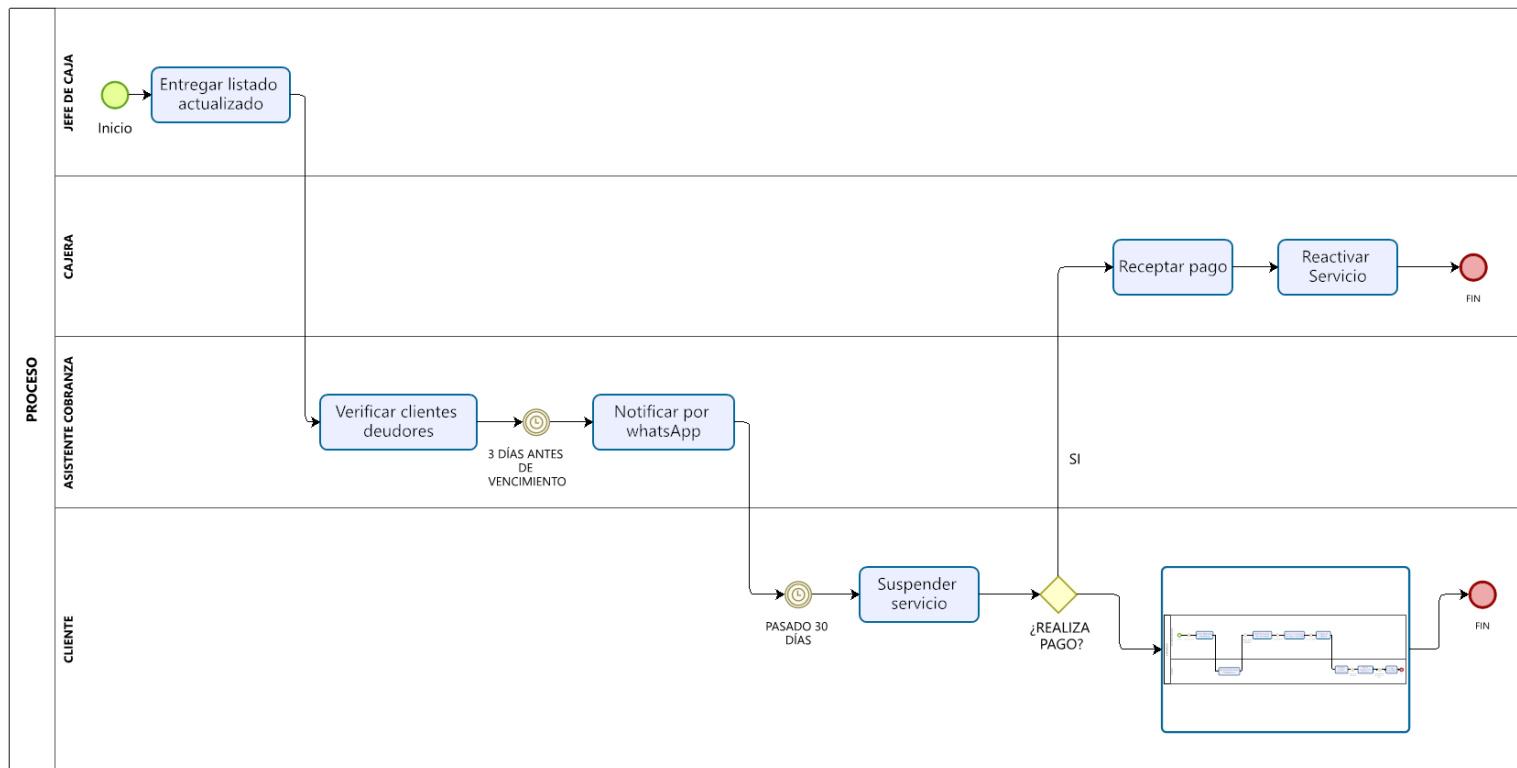 PROCESO
JEFE DE CAJA
Inicio
Entregar listado
actualizado
CAJERA
Receptar pago
Reactivar
Servicio
FIN
ASISTENTE COBRANZA
Verificar clientes
deudores
3 DÍAS ANTES
DE
VENCIMIENTO
Notificar por
whatsApp
SI
CLIENTE
PASADO 30
DÍAS
Suspender
servicio
¿REALIZA
PAGO?
FIN